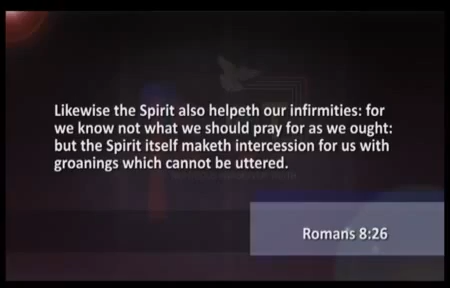 Likewise the Spirit also helpeth our infirmities: for
we know not what we should pray for as we ought:
but the Spirit itself maketh intercession for us with
groanings which cannot be uttered.
Romans 8:26